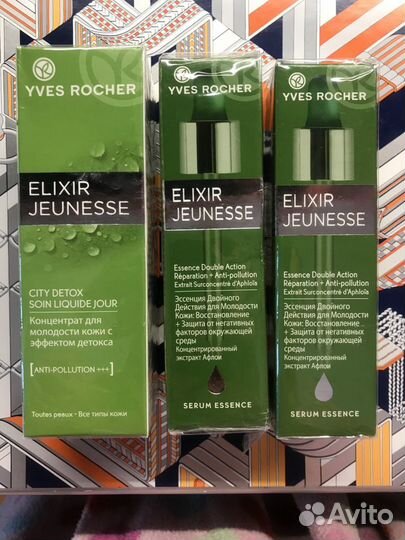 YVES ROCHER
ELIXIR
JEUNESSE
CITY DETOX
SOIN LIQUIDE JOUR
Концентрат для
молодости кожи с
эффектом детокса
[ANTI-POLLUTION +++]
Toutes peaux - Все типы кожи
YVES ROCHER
ELIXIR
JEUNESSE
Essence Double Action
Réparation + Anti-pollution
Extrait Surconcentré d'Aphloïa
Эссенция Двойного
Действия для Молодости
Кожи: Восстановление
+ Защита от негативных
факторов окружающей
среды
Концентрированный
экстракт Афлои
SERUM ESSENCE
YVES ROCHER
ELIXIR
JEUNESSE
Essence Double Action
Réparation + Anti-pollution
Extrait Surconcentré d'Aphloïa
Эссенция Двойного
Действия для Молодости
Кожи: Восстановление
+ Защита от негативных
факторов окружающей
среды
Концентрированный
экстракт Афлои
SERUM ESSENCE
Avito